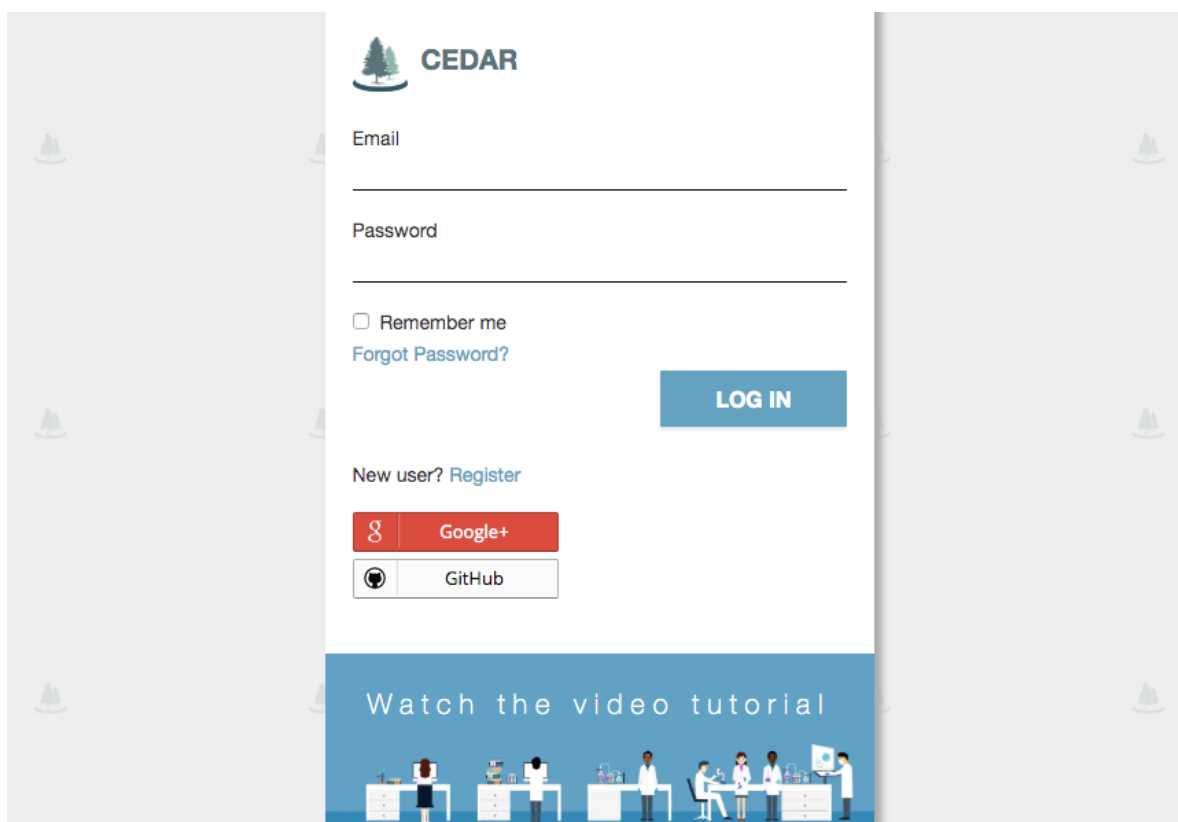 CEDAR
Email
Password
Remember me
Forgot Password?
LOG IN
New user? Register
Google+
GitHub
Watch the video tutorial